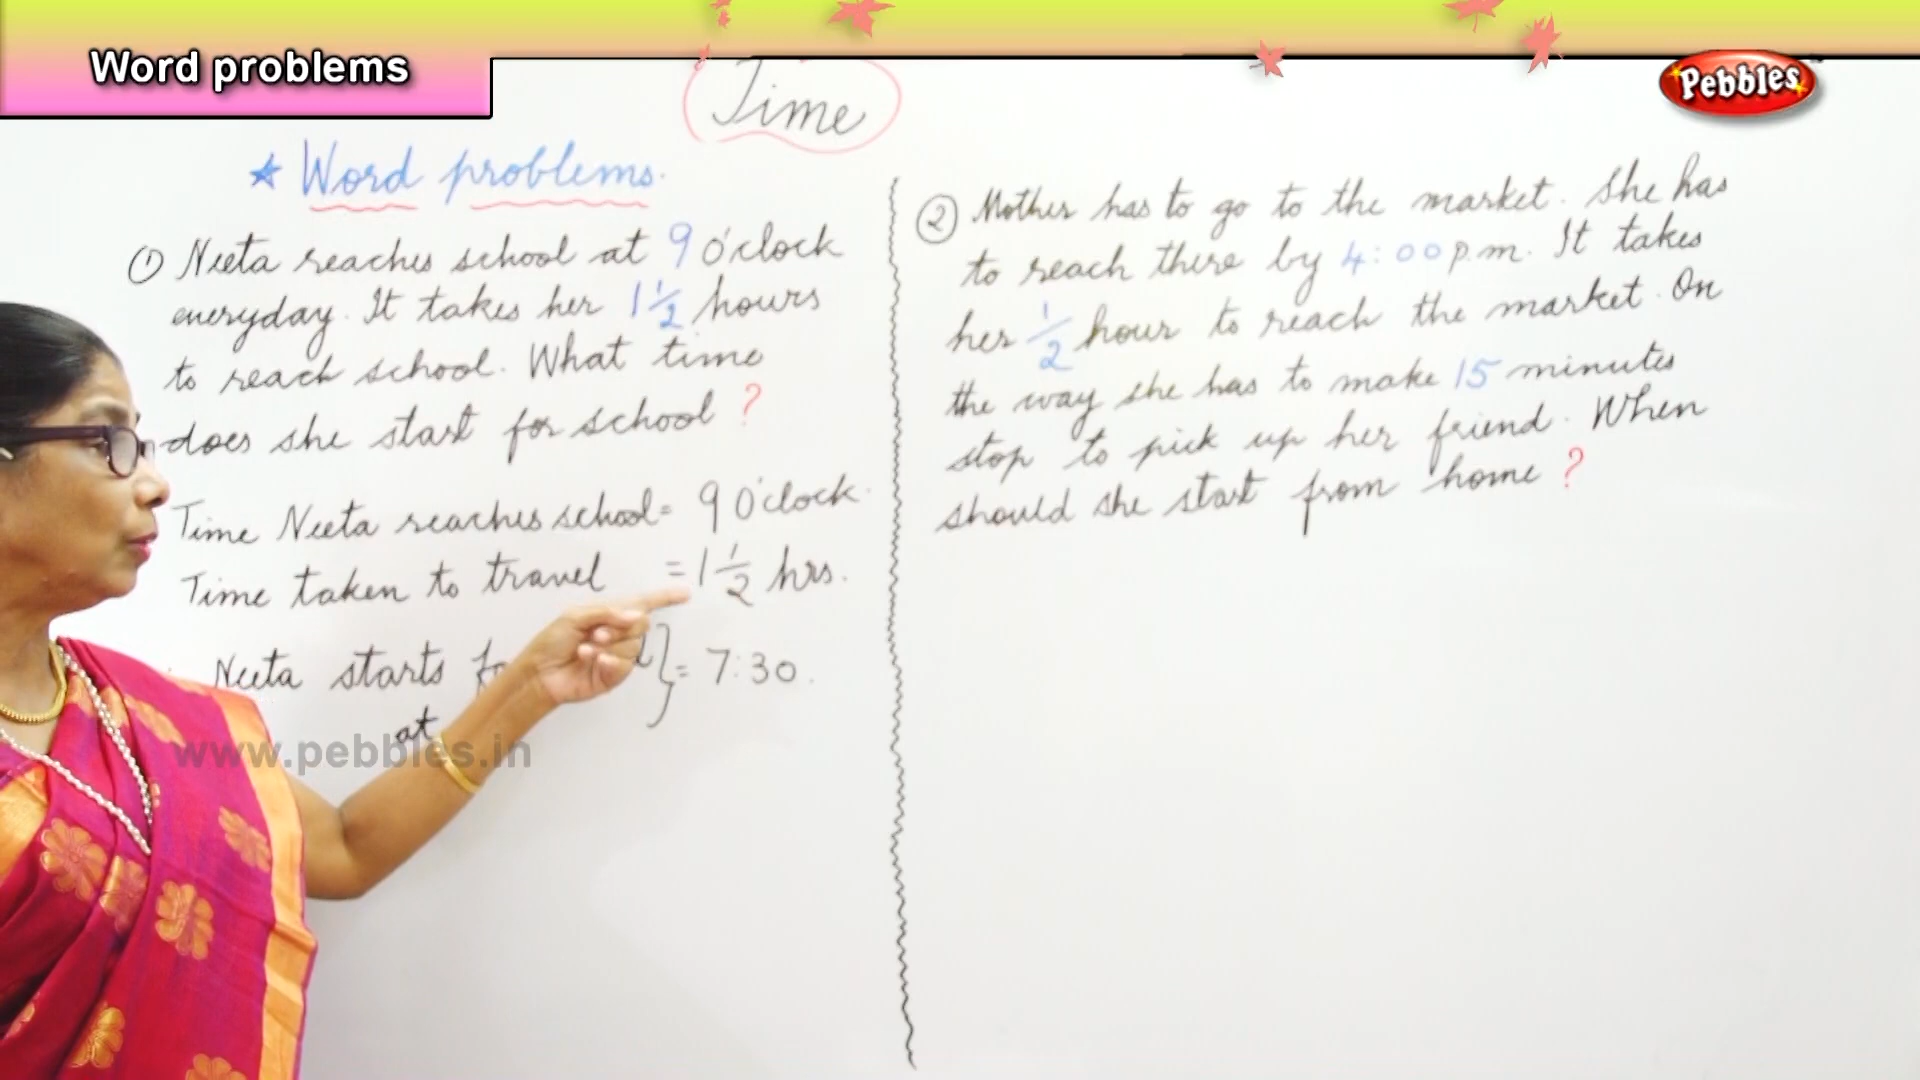 Word problems
Pebbles
Time
★ Word problems.
① Neeta reaches school at 9 O'clock
everyday. It takes her 1 1/2 hours
to reach school. What time
does she start for school ?
Time Neeta reaches school = 9 O'clock.
Time taken to travel = 1 1/2 hrs.
Neeta starts
at
} = 7:30.
② Mother has to go to the market. She has
to reach there by 4:00 p.m. It takes
her 1/2 hour to reach the market. On
the way she has to make 15 minutes
stop to pick up her friend. When
should she start from home ?
www.pebbles.in